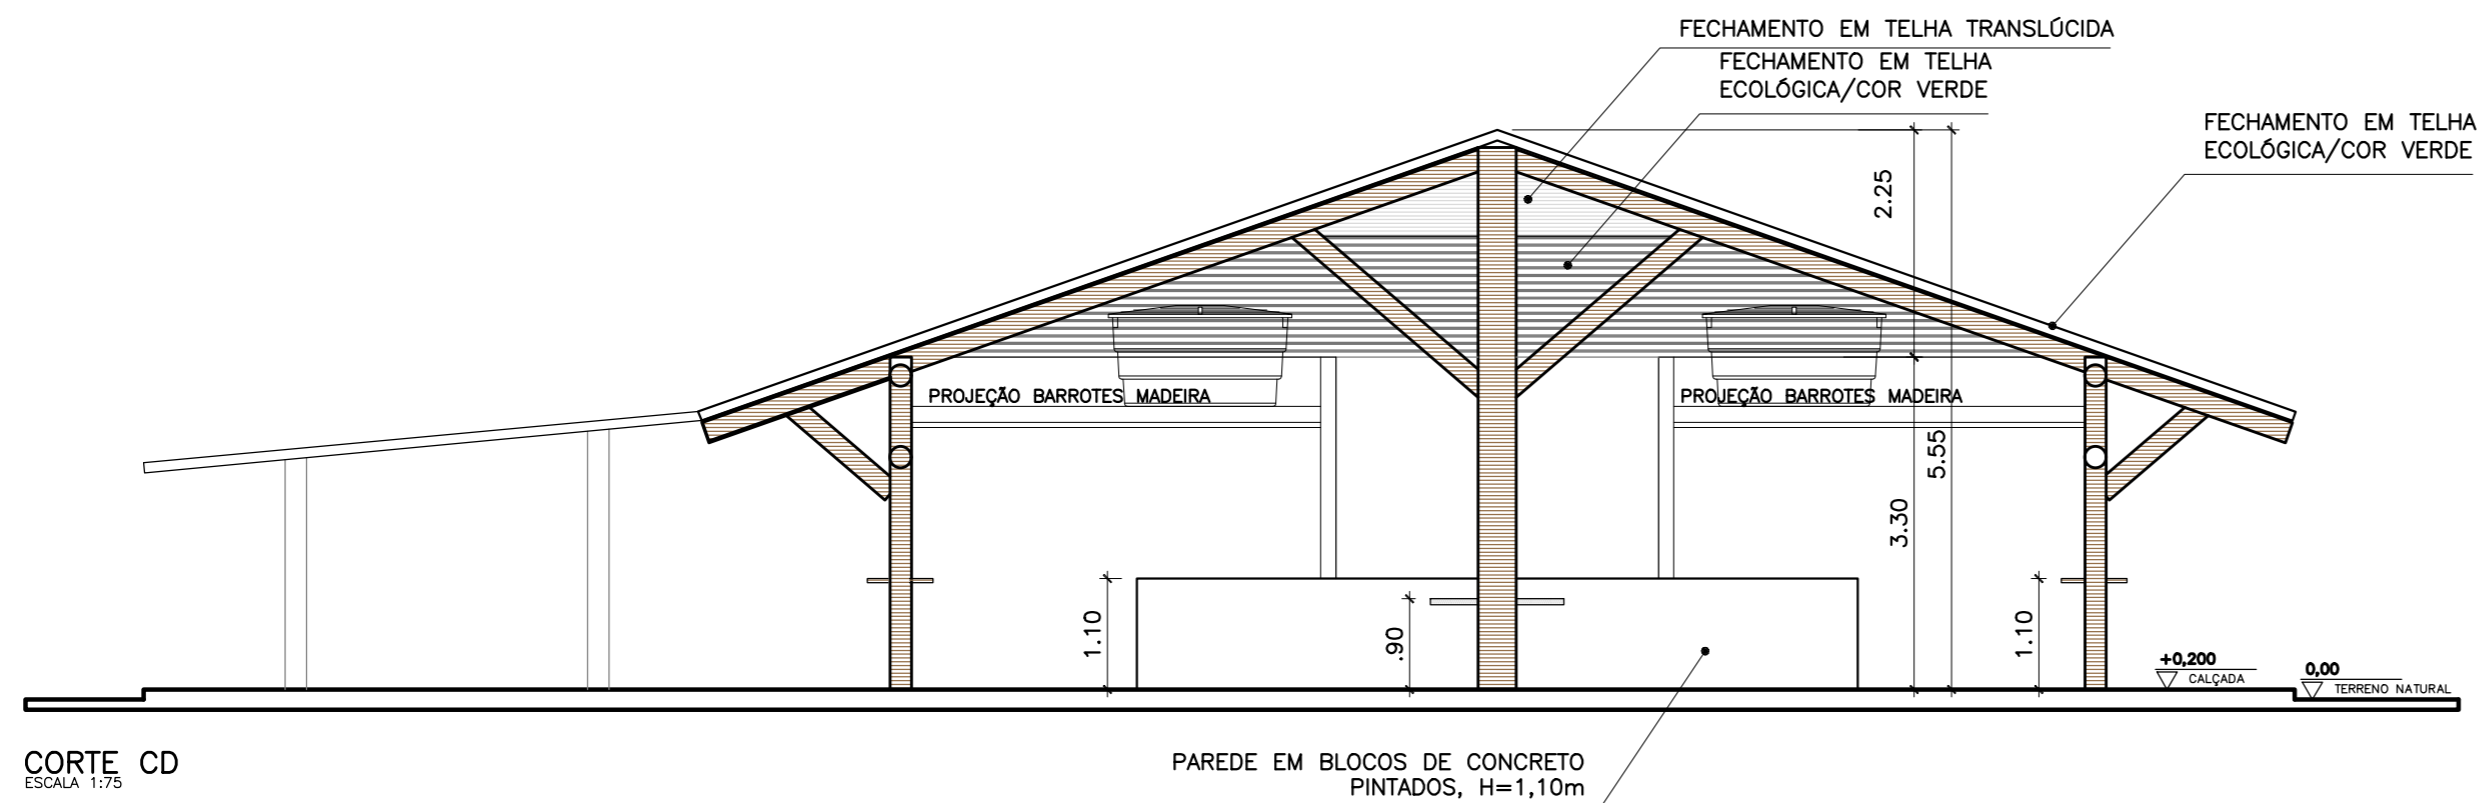 FECHAMENTO EM TELHA TRANSLÚCIDA
FECHAMENTO EM TELHA
ECOLÓGICA/COR VERDE
FECHAMENTO EM TELHA
ECOLÓGICA/COR VERDE
2.25
PROJEÇÃO BARROTES MADEIRA
PROJEÇÃO BARROTES MADEIRA
5.55
3.30
1.10
.90
1.10
+0,200
CALÇADA
0,00
TERRENO NATURAL
CORTE CD
ESCALA 1:75
PAREDE EM BLOCOS DE CONCRETO
PINTADOS, H=1,10m